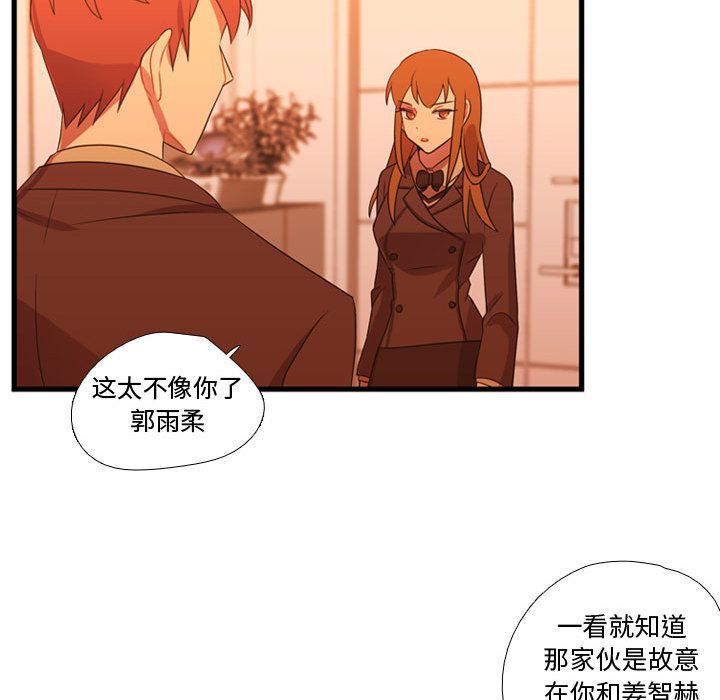 这太不像你了
郭雨柔
一看就知道
那家伙是故意
在你和姜智赫